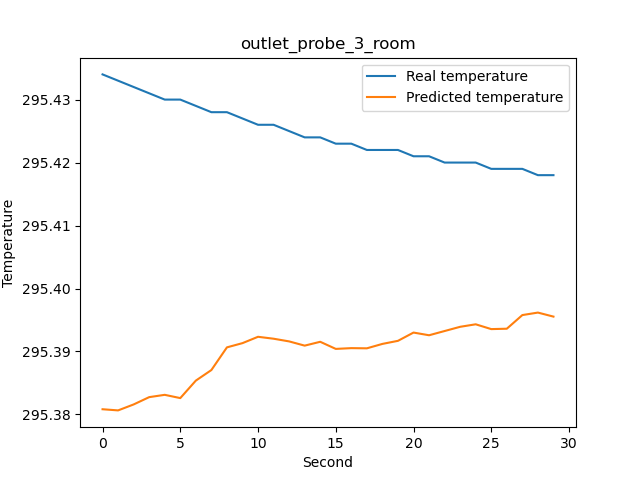 outlet_probe_3_room
Real temperature
Predicted temperature
295.43
295.42
295.41
295.40
295.39
295.38
Temperature
0 5 10 15 20 25 30
Second